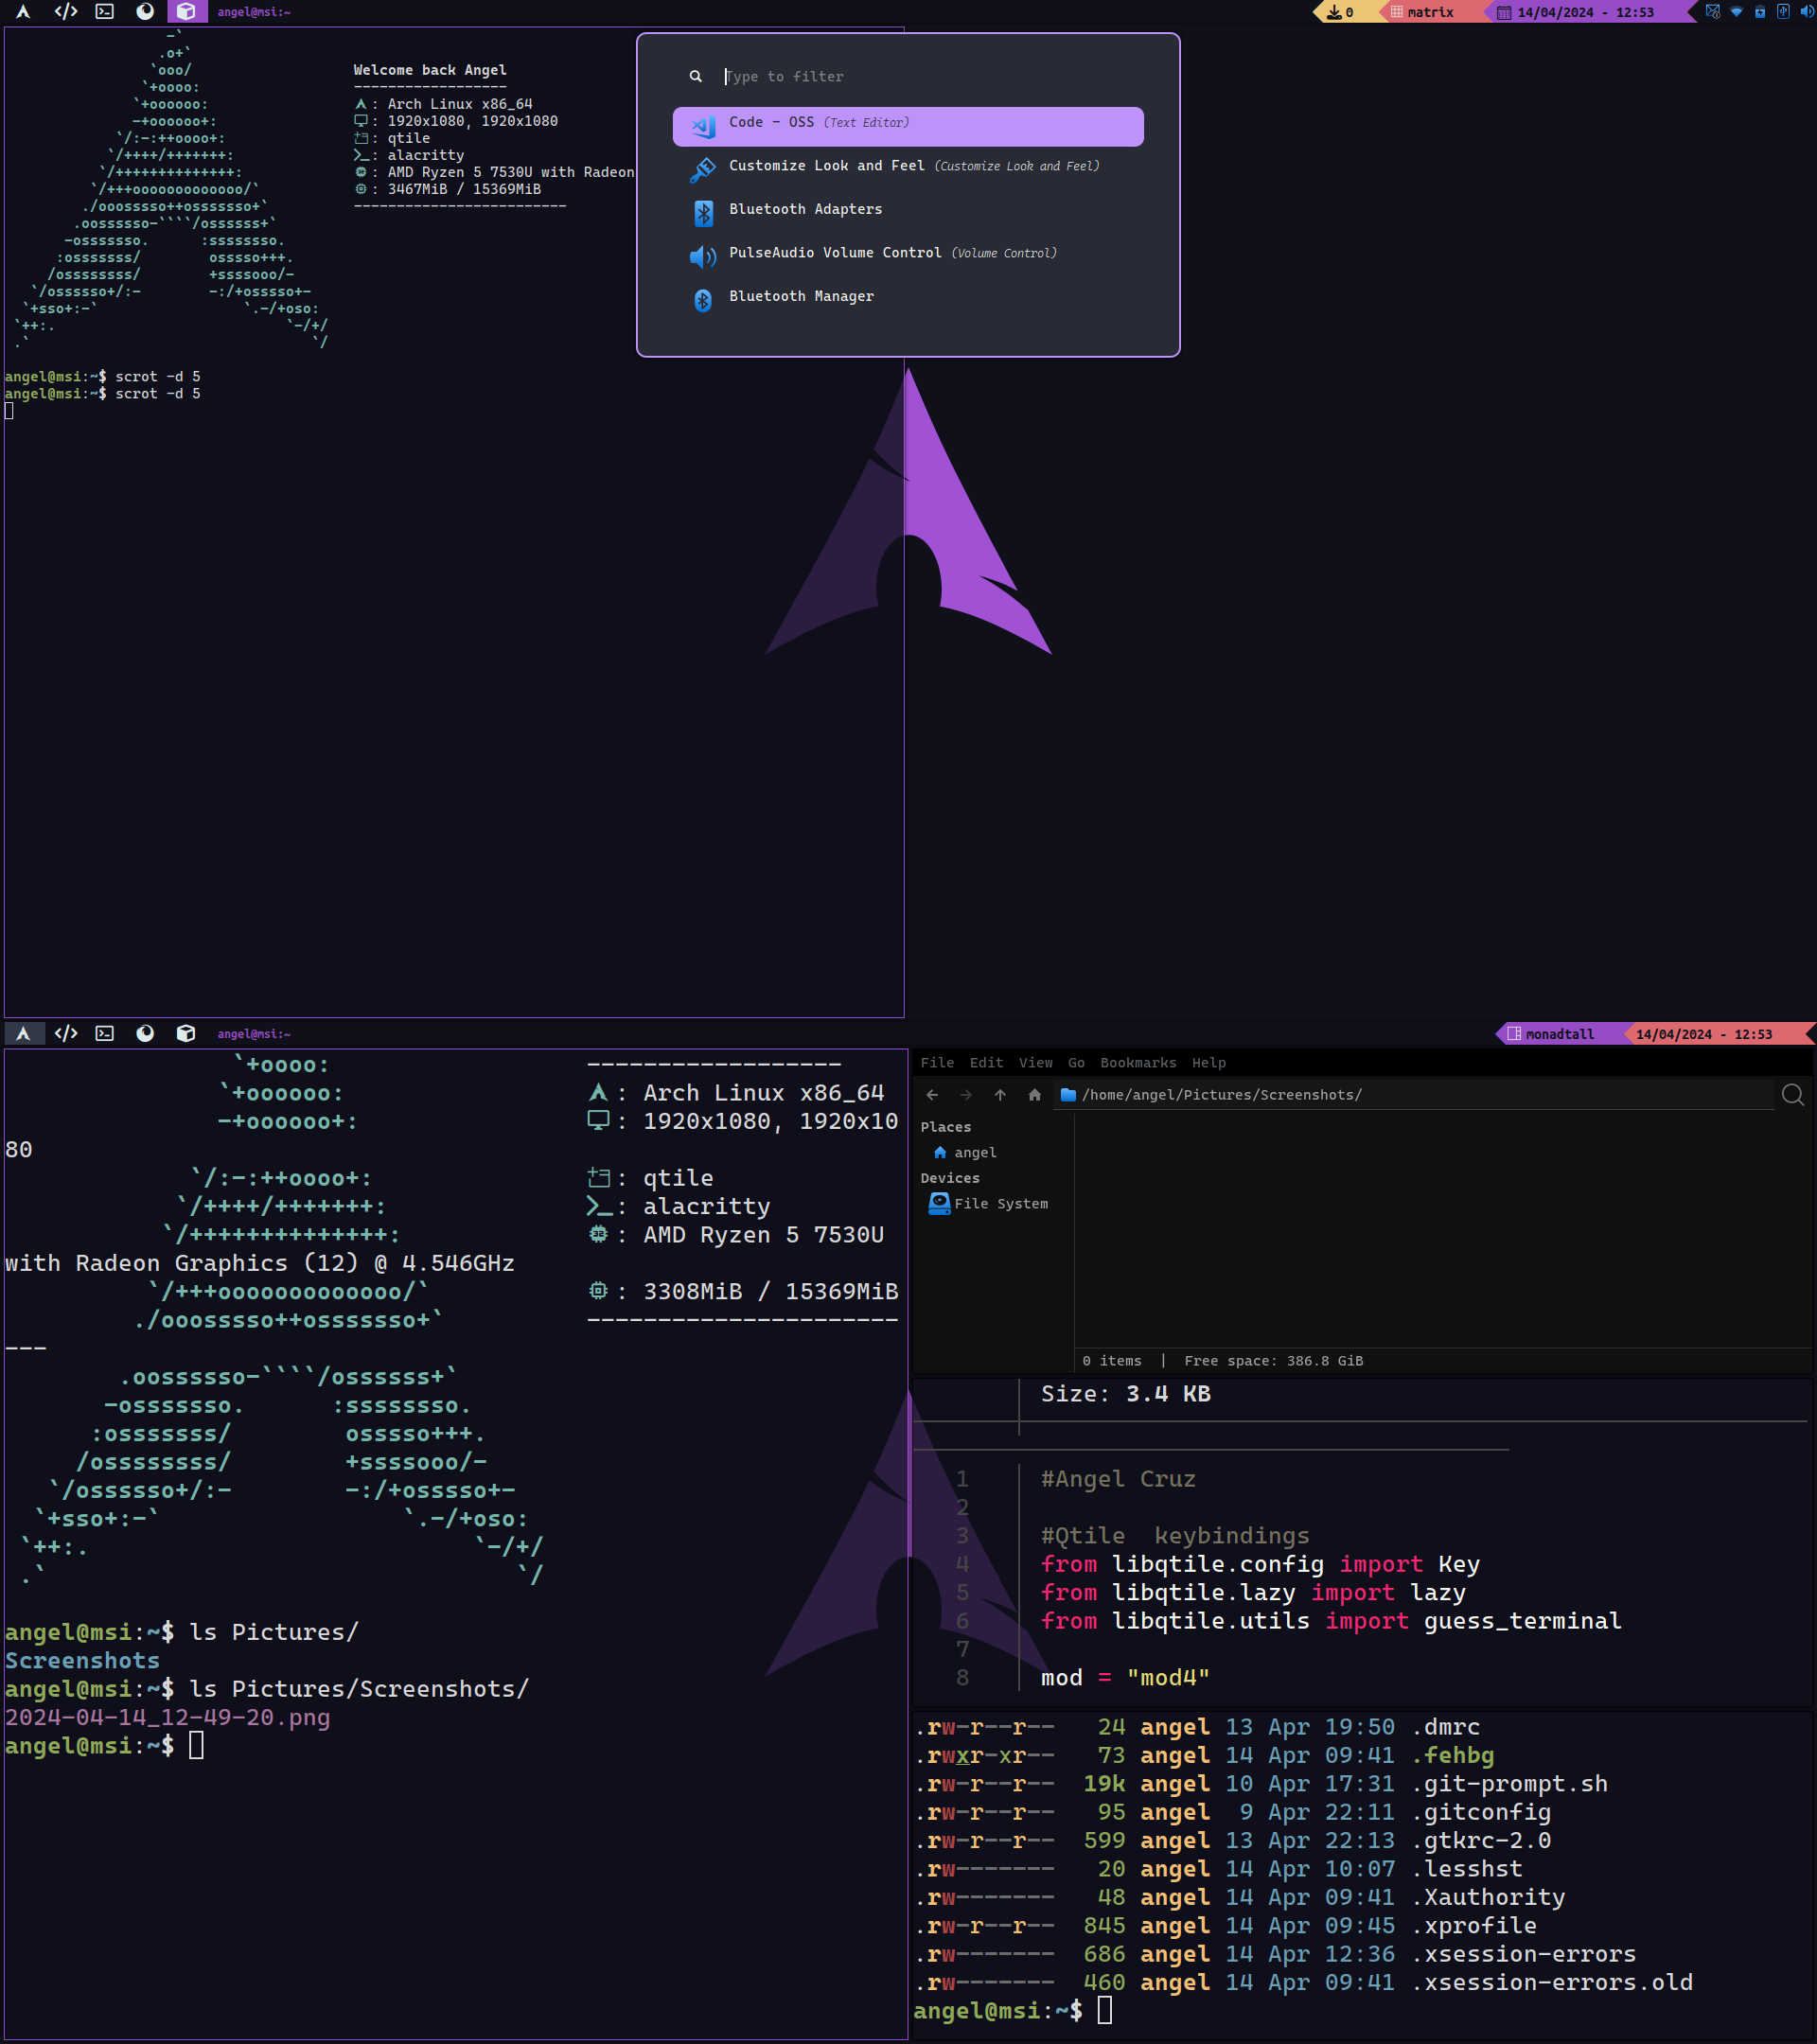 angel@msi:~
0
matrix
14/04/2024 - 12:53
-`
.o+`
`ooo/
`+oooo:
`+oooooo:
-+oooooo+:
`/:-:++oooo+:
`/++++/+++++++:
`/++++++++++++++:
`/+++ooooooooooooo/`
./ooosssso++osssssso+`
.oossssso-````/ossssss+`
-osssssso.      :ssssssso.
:osssssss/        osssso+++.
/ossssssss/        +ssssooo/-
`/ossssso+/:-        -:/+osssso+-
`+sso+:-`                 `.-/+oso:
`++:.                           `-/+/
.`                                 `/
Welcome back Angel
------------------
: Arch Linux x86_64
: 1920x1080, 1920x1080
: qtile
: alacritty
: AMD Ryzen 5 7530U with Radeon
: 3467MiB / 15369MiB
-------------------------
angel@msi:~$ scrot -d 5
angel@msi:~$ scrot -d 5
Type to filter
Code - OSS (Text Editor)
Customize Look and Feel (Customize Look and Feel)
Bluetooth Adapters
PulseAudio Volume Control (Volume Control)
Bluetooth Manager
angel@msi:~
monadtall
14/04/2024 - 12:53
`+oooo:                  ------------------
`+oooooo:                 : Arch Linux x86_64
-+oooooo+:                : 1920x1080, 1920x10
80
`/:-:++oooo+:               : qtile
`/++++/+++++++:              : alacritty
`/++++++++++++++:             : AMD Ryzen 5 7530U
with Radeon Graphics (12) @ 4.546GHz
`/+++ooooooooooooo/`           : 3308MiB / 15369MiB
./ooosssso++osssssso+`          ----------------------
---
.oossssso-````/ossssss+`
-osssssso.      :ssssssso.
:osssssss/        osssso+++.
/ossssssss/        +ssssooo/-
`/ossssso+/:-        -:/+osssso+-
`+sso+:-`                 `.-/+oso:
`++:.                           `-/+/
.`                                 `/
angel@msi:~$ ls Pictures/
Screenshots
angel@msi:~$ ls Pictures/Screenshots/
2024-04-14_12-49-20.png
angel@msi:~$
File Edit View Go Bookmarks Help
/home/angel/Pictures/Screenshots/
Places
angel
Devices
File System
0 items | Free space: 386.8 GiB
Size: 3.4 KB
1 #Angel Cruz
2
3 #Qtile  keybindings
4 from libqtile.config import Key
5 from libqtile.lazy import lazy
6 from libqtile.utils import guess_terminal
7
8 mod = "mod4"
.rw-r--r-- 24 angel 13 Apr 19:50 .dmrc
.rwxr-xr-- 73 angel 14 Apr 09:41 .fehbg
.rw-r--r-- 19k angel 10 Apr 17:31 .git-prompt.sh
.rw-r--r-- 95 angel 9 Apr 22:11 .gitconfig
.rw-r--r-- 599 angel 13 Apr 22:13 .gtkrc-2.0
.rw------- 20 angel 14 Apr 10:07 .lesshst
.rw------- 48 angel 14 Apr 09:41 .Xauthority
.rw-r--r-- 845 angel 14 Apr 09:45 .xprofile
.rw------- 686 angel 14 Apr 12:36 .xsession-errors
.rw------- 460 angel 14 Apr 09:41 .xsession-errors.old
angel@msi:~$